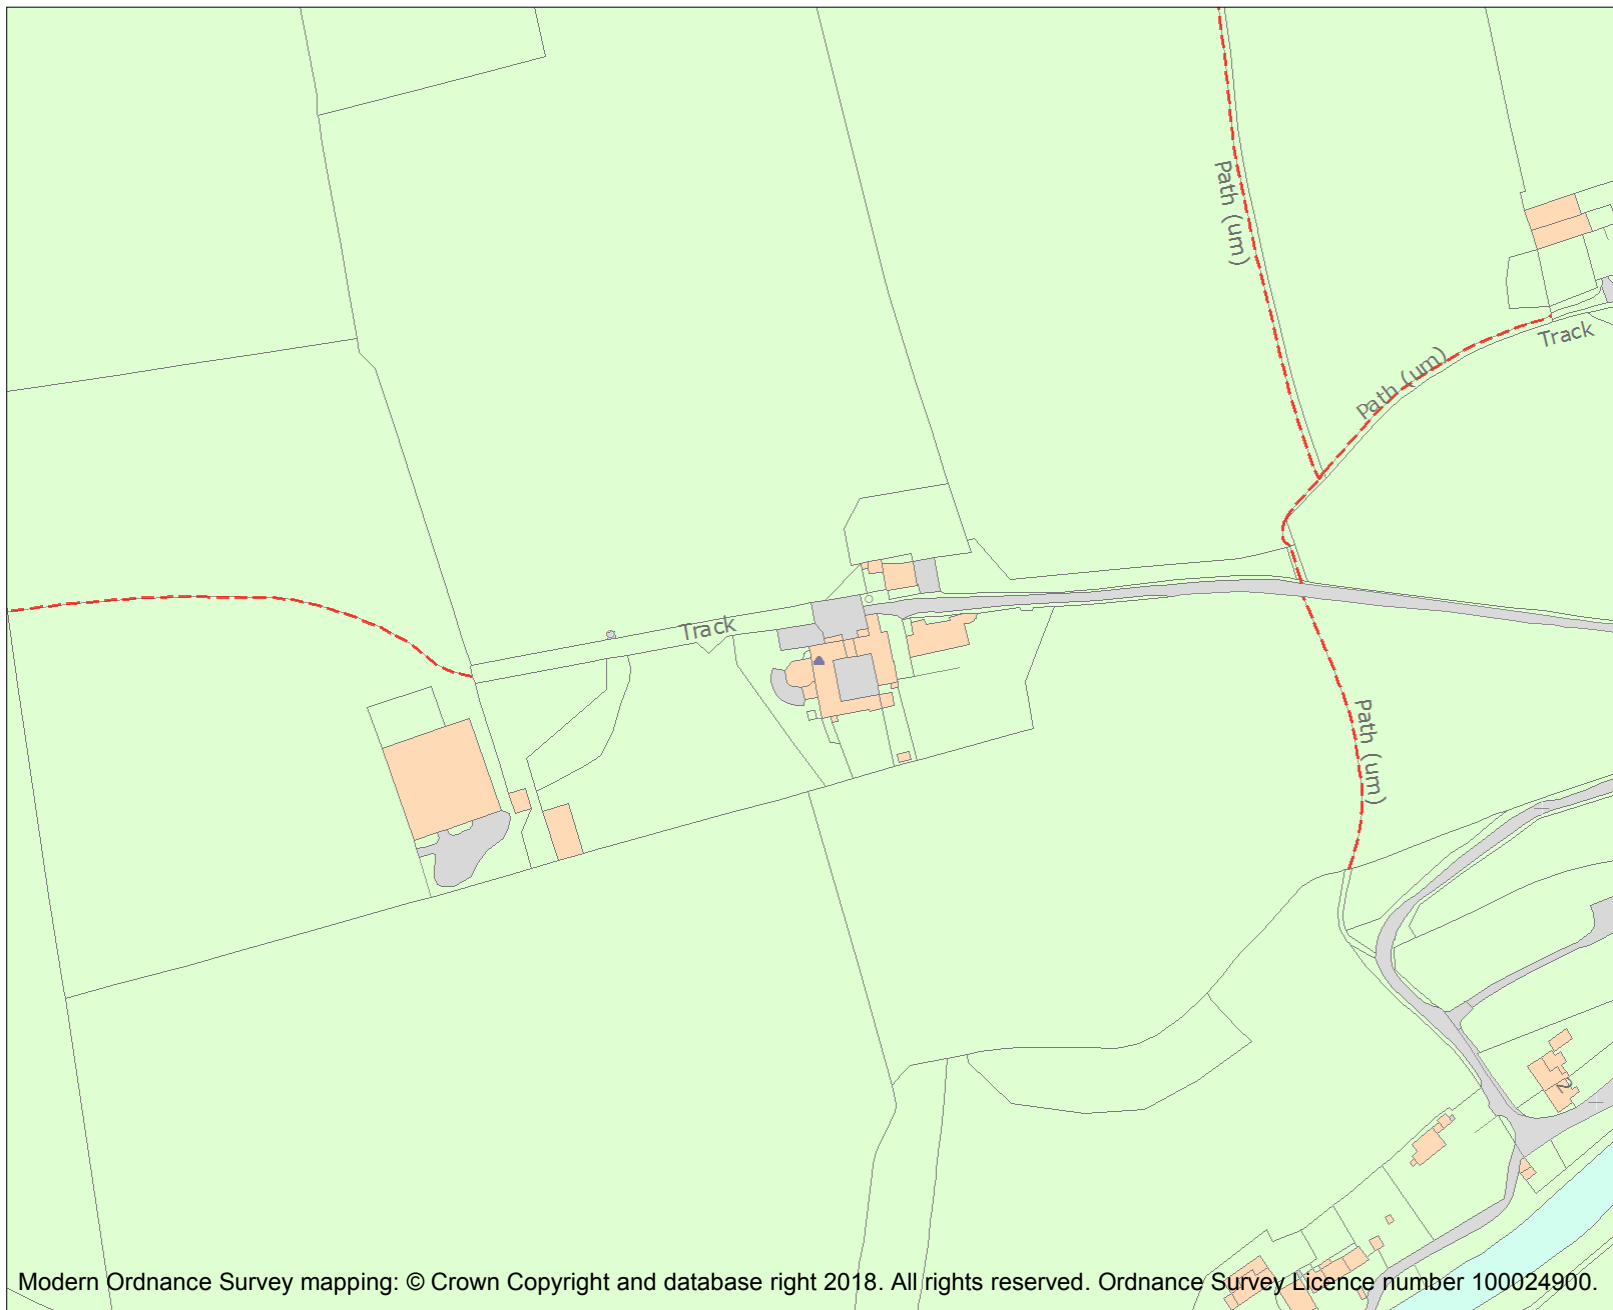 Path (um)
Track
Path (um)
Track
Path (um)
2
Modern Ordnance Survey mapping: © Crown Copyright and database right 2018. All rights reserved. Ordnance Survey Licence number 100024900.